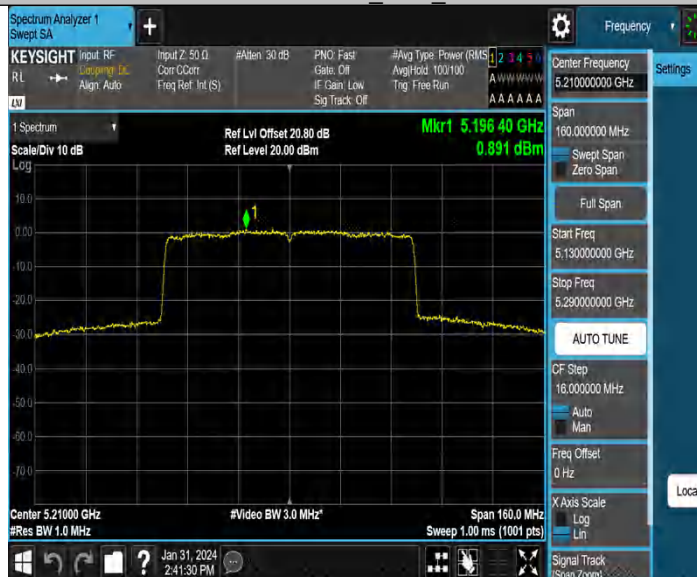 Spectrum Analyzer 1
Swept SA
Frequency
KEYSIGHT
RL
LXI
Input: RF
Coupling: DC
Align: Auto
Input Z: 50 Ω
Corr CCorr
Freq Ref: Int (S)
#Atten: 30 dB
PNO: Fast
Gate: Off
IF Gain: Low
Sig Track: Off
#Avg Type: Power (RMS
Avg|Hold: 100/100
Trig: Free Run
1 2 3 4 5 6
A W W W W W
A A A A A A
1 Spectrum
Scale/Div 10 dB
Log
Ref Lvl Offset 20.80 dB
Ref Level 20.00 dBm
Mkr1 5.196 40 GHz
0.891 dBm
10.0
0.00
-10.0
-20.0
-30.0
-40.0
-50.0
-60.0
-70.0
1
Center 5.21000 GHz
#Res BW 1.0 MHz
#Video BW 3.0 MHz*
Span 160.0 MHz
Sweep 1.00 ms (1001 pts)
Jan 31, 2024
2:41:30 PM
Center Frequency
5.210000000 GHz
Settings
Span
160.000000 MHz
Swept Span
Zero Span
Full Span
Start Freq
5.130000000 GHz
Stop Freq
5.290000000 GHz
AUTO TUNE
CF Step
16.000000 MHz
Auto
Man
Freq Offset
0 Hz
X Axis Scale
Log
Lin
Loca
Signal Track
(Span Zoom)